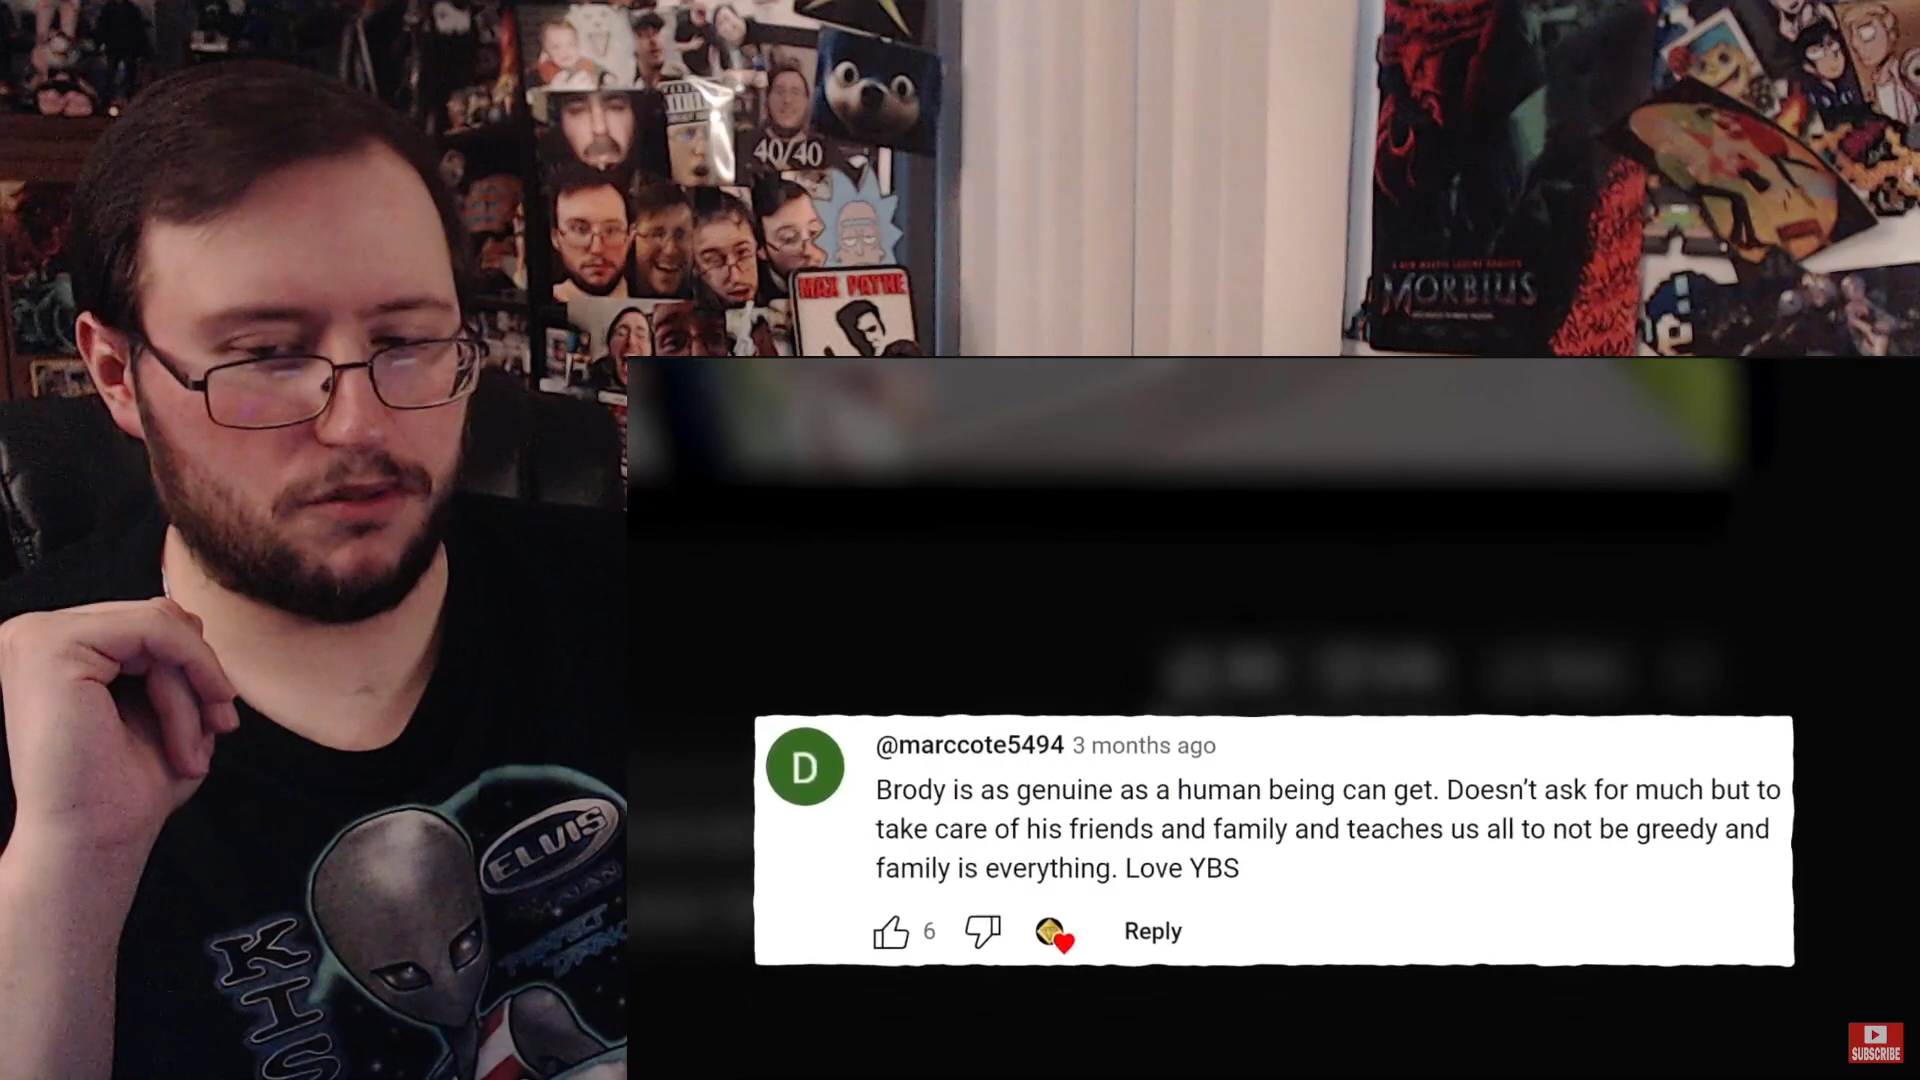 40/40
MAX PAYNE
MORBIUS
ELVIS
KIS
@marccote5494 3 months ago
D
Brody is as genuine as a human being can get. Doesn’t ask for much but to
take care of his friends and family and teaches us all to not be greedy and
family is everything. Love YBS
6
Reply
SUBSCRIBE